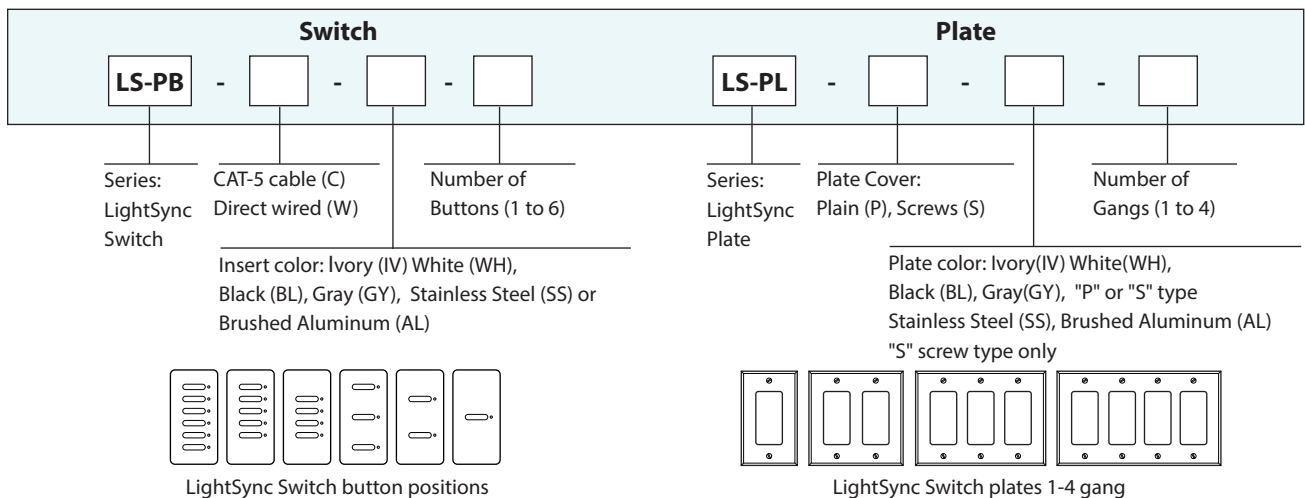 Switch
LS-PB - - -
Series:
LightSync
Switch
CAT-5 cable (C)
Direct wired (W)
Number of
Buttons (1 to 6)
Insert color: Ivory (IV) White (WH),
Black (BL), Gray (GY), Stainless Steel (SS) or
Brushed Aluminum (AL)
LightSync Switch button positions
Plate
LS-PL - - -
Series:
LightSync
Plate
Plate Cover:
Plain (P), Screws (S)
Number of
Gangs (1 to 4)
Plate color: Ivory(IV) White(WH),
Black (BL), Gray(GY), "P" or "S" type
Stainless Steel (SS), Brushed Aluminum (AL)
"S" screw type only
LightSync Switch plates 1-4 gang